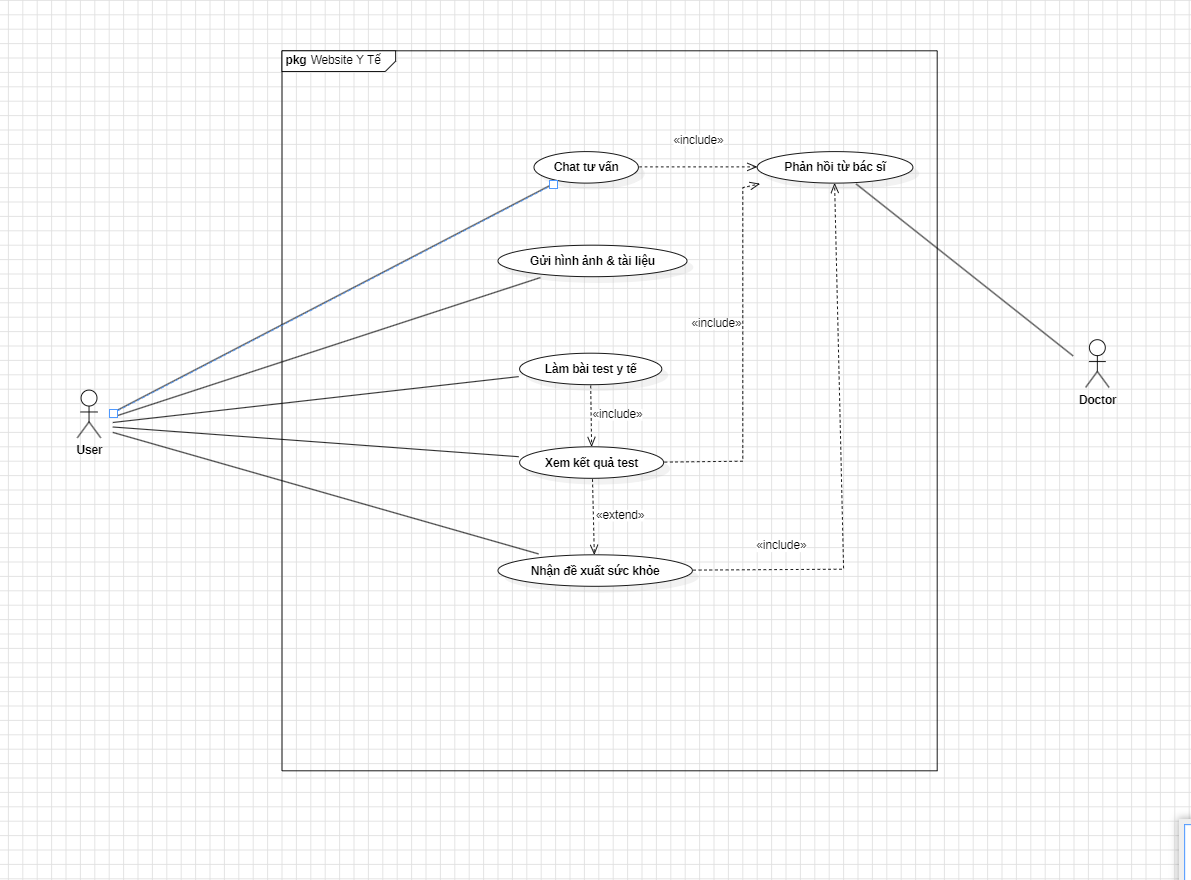 pkg Website Y Tế
«include»
Chat tư vấn
Phản hồi từ bác sĩ
Gửi hình ảnh & tài liệu
«include»
Làm bài test y tế
Doctor
«include»
User
Xem kết quả test
«extend»
«include»
Nhận đề xuất sức khỏe